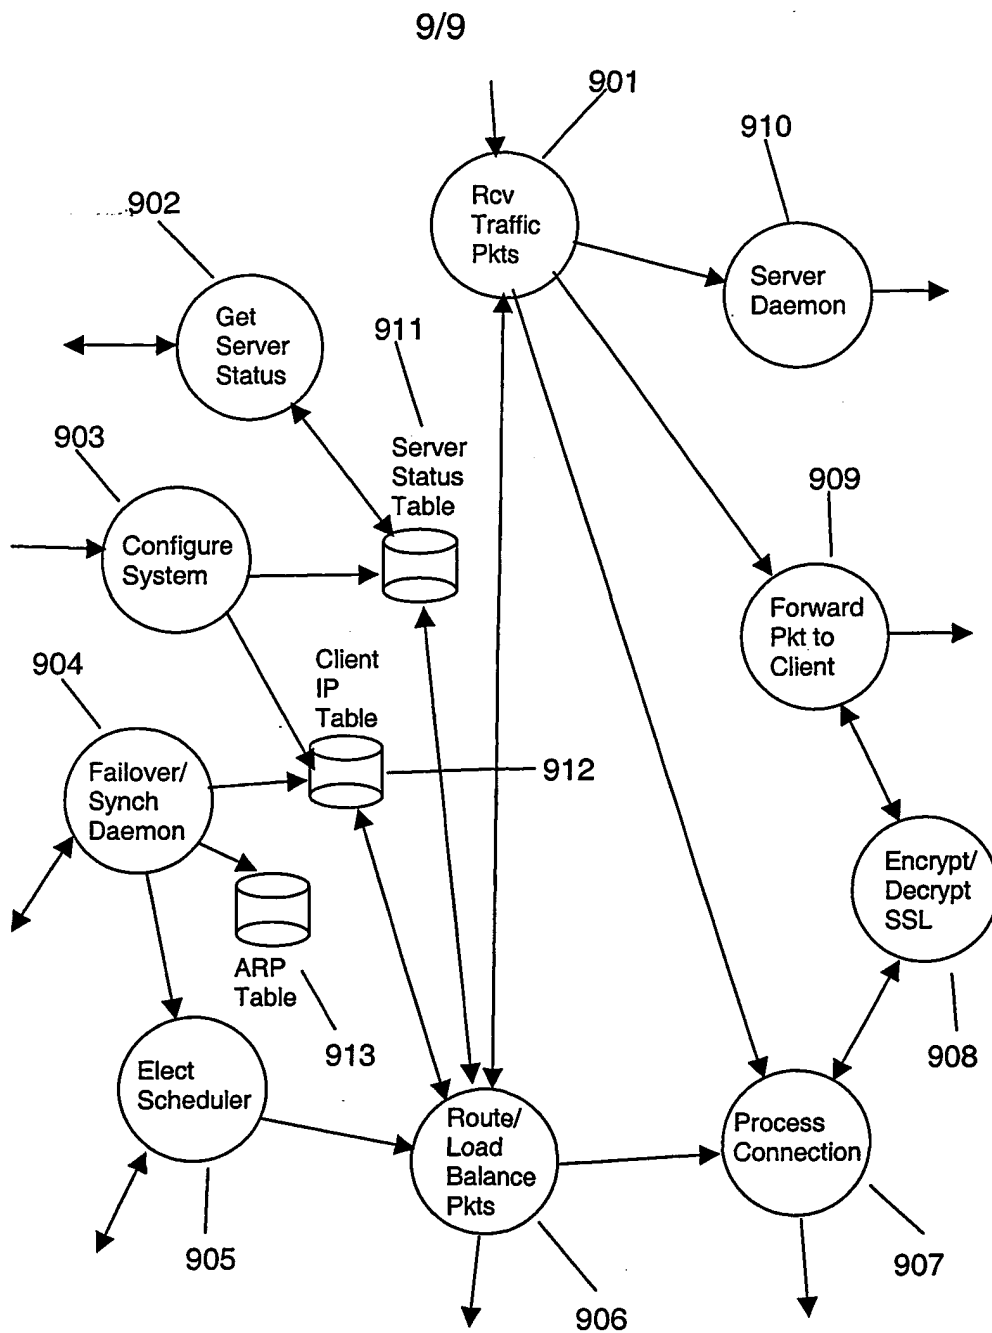 9/9
901
Rcv
Traffic
Pkts
910
Server
Daemon
902
Get
Server
Status
911
Server
Status
Table
903
Configure
System
909
Forward
Pkt to
Client
904
Failover/
Synch
Daemon
Client
IP
Table
912
Encrypt/
Decrypt
SSL
908
ARP
Table
913
Elect
Scheduler
905
Route/
Load
Balance
Pkts
906
Process
Connection
907